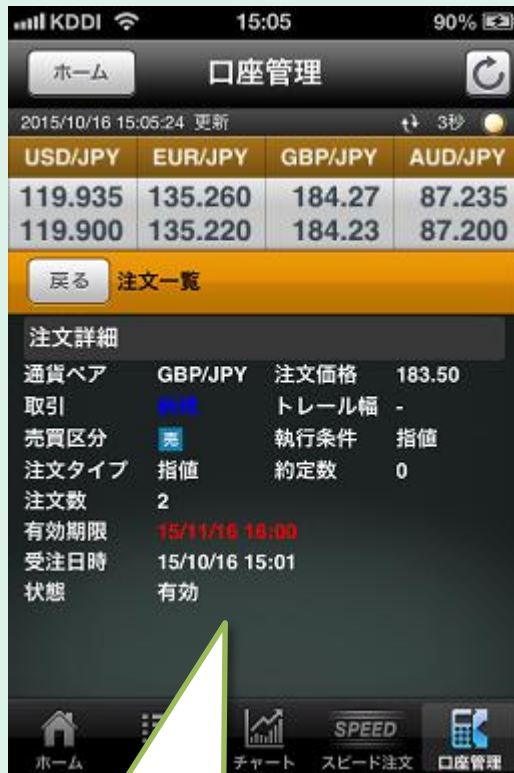 KDDI 15:05 90%
ホーム 口座管理
2015/10/16 15:05:24 更新 3秒
USD/JPY EUR/JPY GBP/JPY AUD/JPY
119.935 135.260 184.27 87.235
119.900 135.220 184.23 87.200
戻る 注文一覧
注文詳細
通貨ペア GBP/JPY 注文価格 183.50
取引 新規 トレール幅 -
売買区分 売 執行条件 指値
注文タイプ 指値 約定数 0
注文数 2
有効期限 15/11/16 16:00
受注日時 15/10/16 15:01
状態 有効
ホーム チャート SPEED スピード注文 口座管理